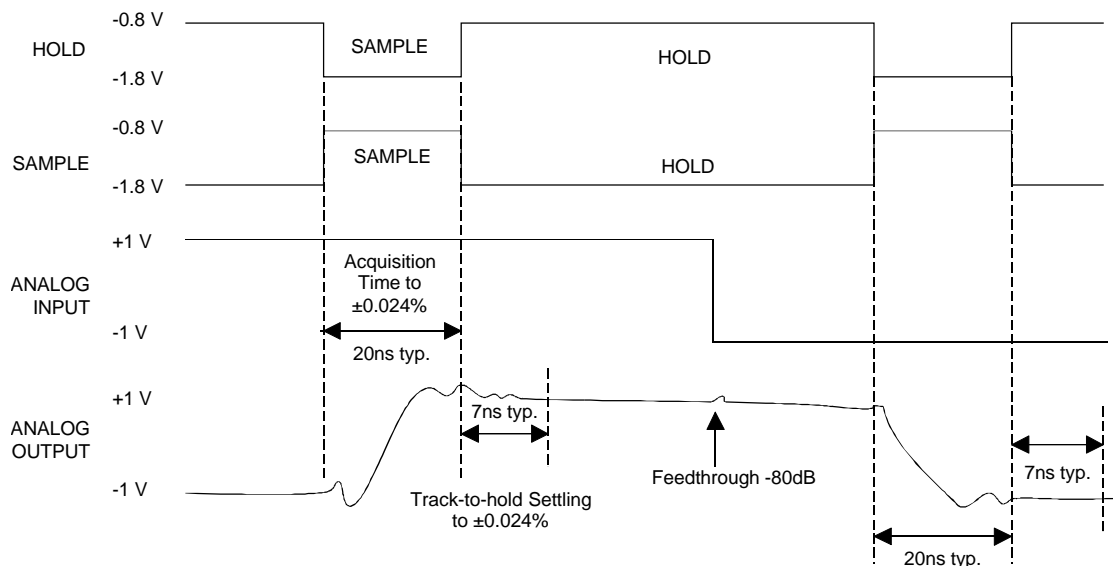 -0.8 V
HOLD
SAMPLE
HOLD
-1.8 V
-0.8 V
SAMPLE
SAMPLE
HOLD
-1.8 V
+1 V
ANALOG
INPUT
Acquisition
Time to
±0.024%
-1 V
20ns typ.
+1 V
ANALOG
OUTPUT
7ns typ.
-1 V
Track-to-hold Settling
to ±0.024%
Feedthrough -80dB
7ns typ.
20ns typ.